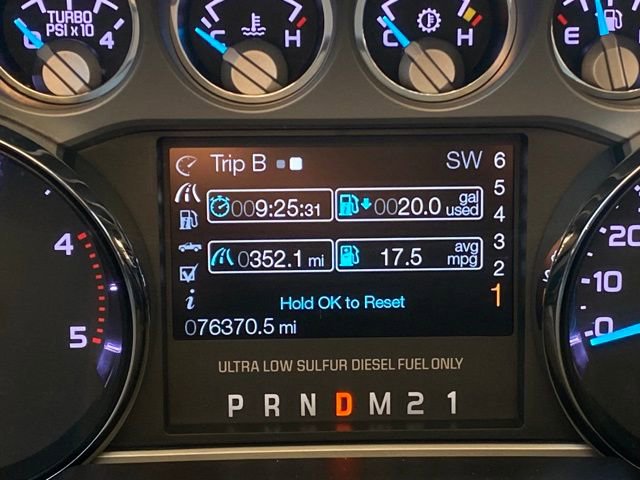 TURBO
PSI x 10
0 4
C H
C H
E
Trip B SW
6
5
4
3
2
1
009:25:31
0020.0 gal used
0352.1 mi
17.5 avg mpg
Hold OK to Reset
076370.5 mi
4
5
20
10
0
ULTRA LOW SULFUR DIESEL FUEL ONLY
P R N D M 2 1